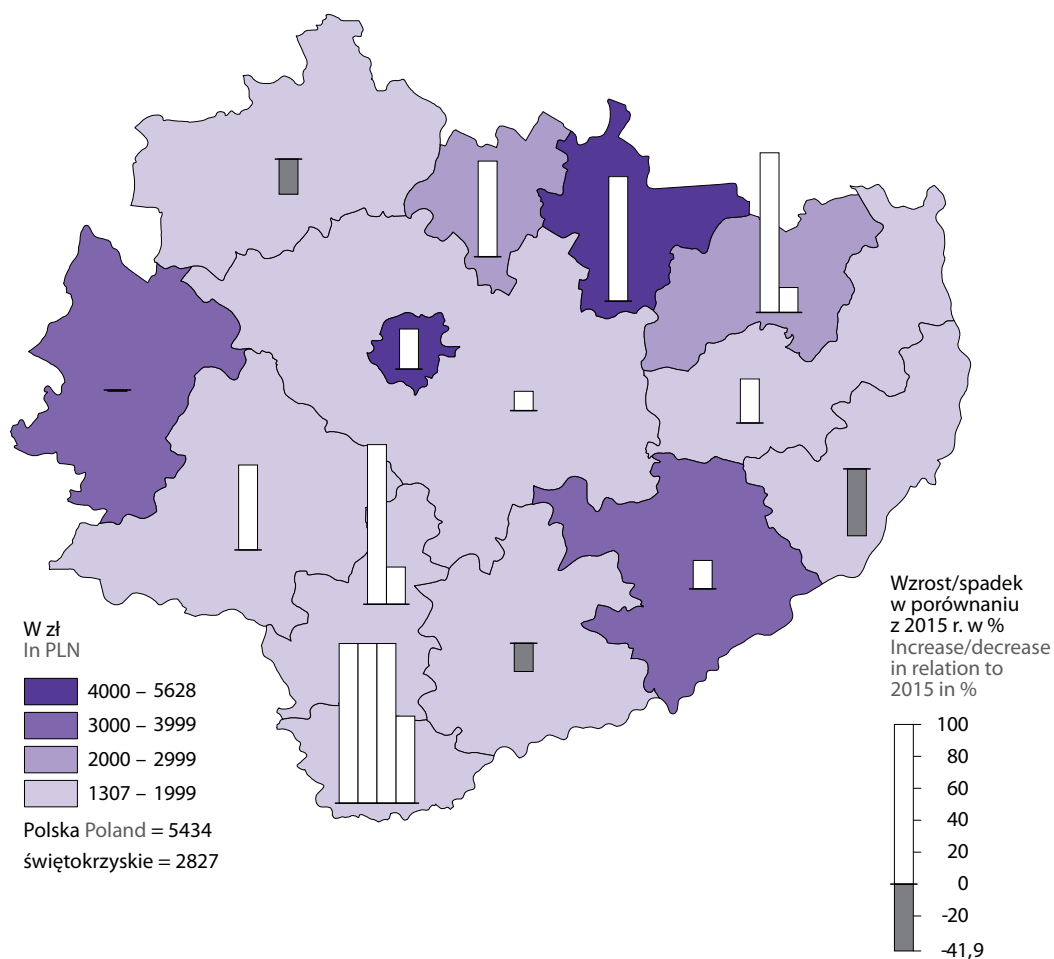 W zł
In PLN
4000 – 5628
3000 – 3999
2000 – 2999
1307 – 1999
Polska Poland = 5434
świętokrzyskie = 2827
Wzrost/spadek
w porównaniu
z 2015 r. w %
Increase/decrease
in relation to
2015 in %
100
80
60
40
20
0
-20
-41,9